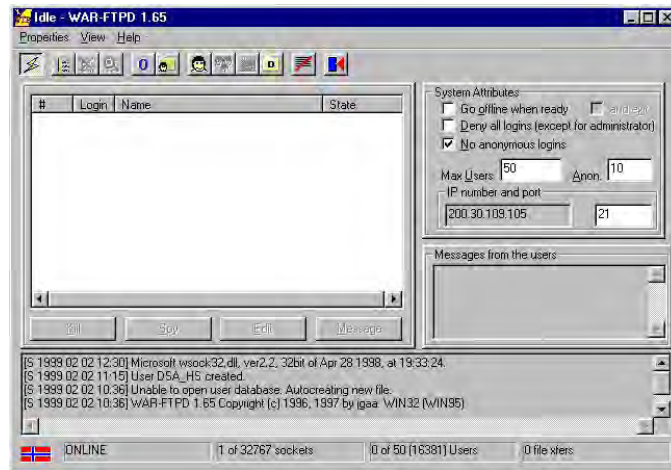 Idle - WAR-FTPD 1.65
Properties View Help
# Login Name State
System Attributes
Go offline when ready and exit
Deny all logins (except for administrator)
No anonymous logins
Max Users 50 Anon. 10
IP number and port
200.30.109.105 21
Messages from the users
Kill Spy Edit Message
[S 1999 02 02 12:30] Microsoft wsock32.dll, ver2.2, 32bit of Apr 28 1998, at 19:33:24.
[S 1999 02 02 11:15] User DSA_HS created.
[S 1999 02 02 10:36] Unable to open user database. Autocreating new file.
[S 1999 02 02 10:36] WAR-FTPD 1.65 Copyright (c) 1996, 1997 by jgaa WIN32 (WIN95)
ONLINE 1 of 32767 sockets 0 of 50 (16381) Users 0 file xfers